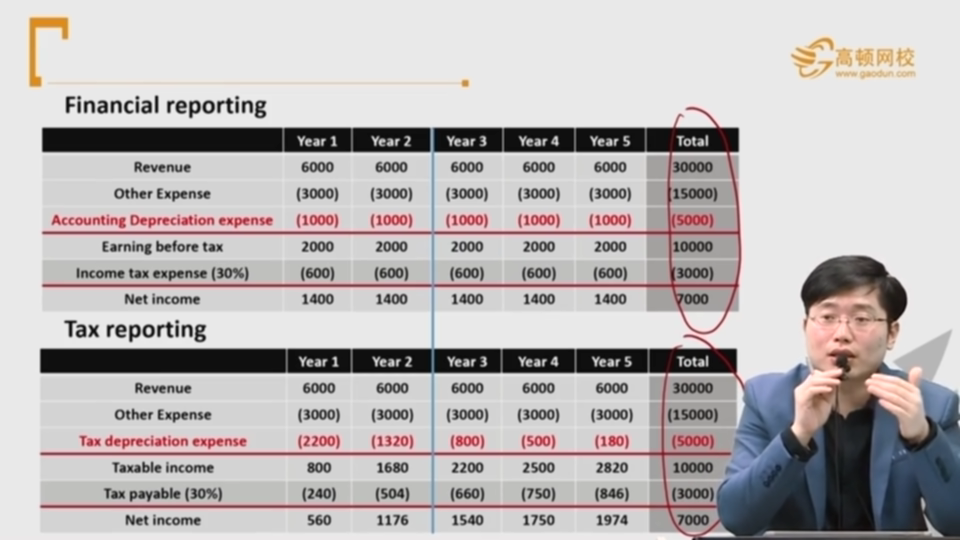 高顿网校
www.gaodun.com
Financial reporting
Year 1 Year 2 Year 3 Year 4 Year 5 Total
Revenue 6000 6000 6000 6000 6000 30000
Other Expense (3000) (3000) (3000) (3000) (3000) (15000)
Accounting Depreciation expense (1000) (1000) (1000) (1000) (1000) (5000)
Earning before tax 2000 2000 2000 2000 2000 10000
Income tax expense (30%) (600) (600) (600) (600) (600) (3000)
Net income 1400 1400 1400 1400 1400 7000
Tax reporting
Year 1 Year 2 Year 3 Year 4 Year 5 Total
Revenue 6000 6000 6000 6000 6000 30000
Other Expense (3000) (3000) (3000) (3000) (3000) (15000)
Tax depreciation expense (2200) (1320) (800) (500) (180) (5000)
Taxable income 800 1680 2200 2500 2820 10000
Tax payable (30%) (240) (504) (660) (750) (846) (3000)
Net income 560 1176 1540 1750 1974 7000